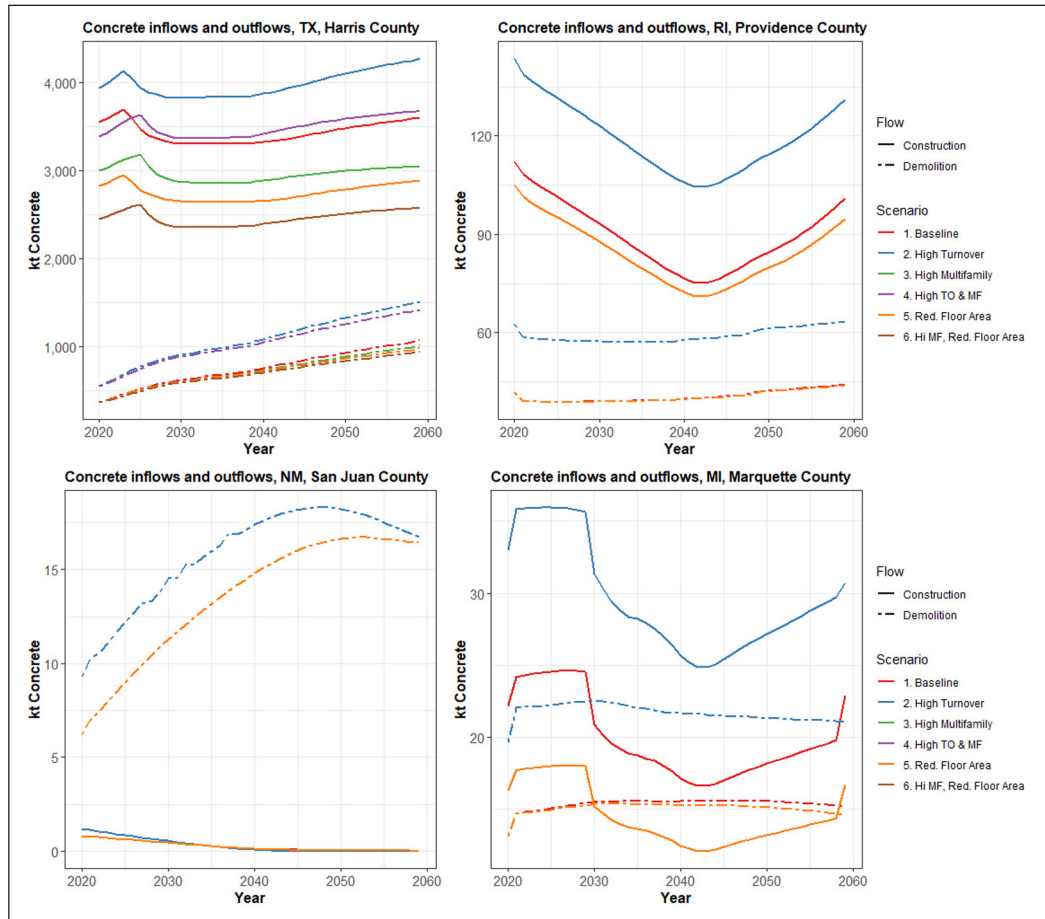 Concrete inflows and outflows, TX, Harris County
4,000
3,000
2,000
1,000
kt Concrete
2020 2030 2040 2050 2060
Year
Concrete inflows and outflows, RI, Providence County
120
90
60
kt Concrete
2020 2030 2040 2050 2060
Year
Flow
Construction
Demolition
Scenario
1. Baseline
2. High Turnover
3. High Multifamily
4. High TO & MF
5. Red. Floor Area
6. Hi MF, Red. Floor Area
Concrete inflows and outflows, NM, San Juan County
15
10
5
0
kt Concrete
2020 2030 2040 2050 2060
Year
Concrete inflows and outflows, MI, Marquette County
30
20
kt Concrete
2020 2030 2040 2050 2060
Year
Flow
Construction
Demolition
Scenario
1. Baseline
2. High Turnover
3. High Multifamily
4. High TO & MF
5. Red. Floor Area
6. Hi MF, Red. Floor Area